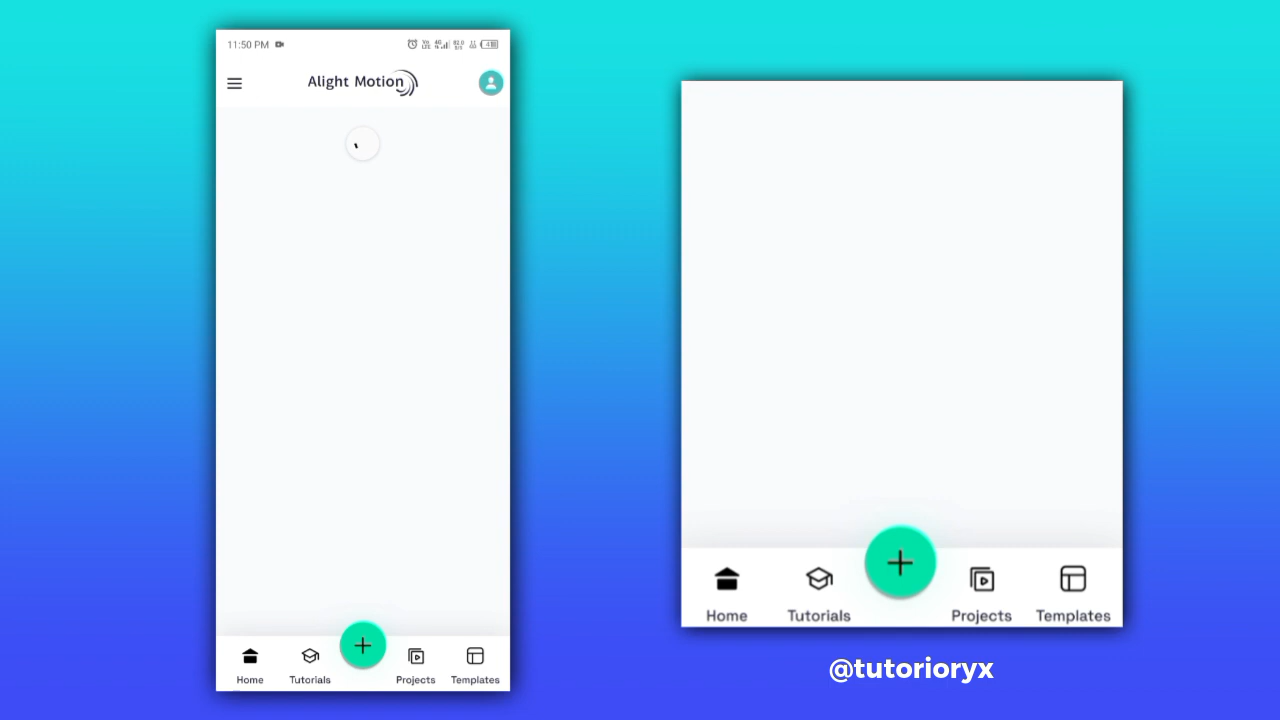 11:50 PM
Alight Motion
Home
Tutorials
Projects
Templates
Home
Tutorials
Projects
Templates
@tutorioryx